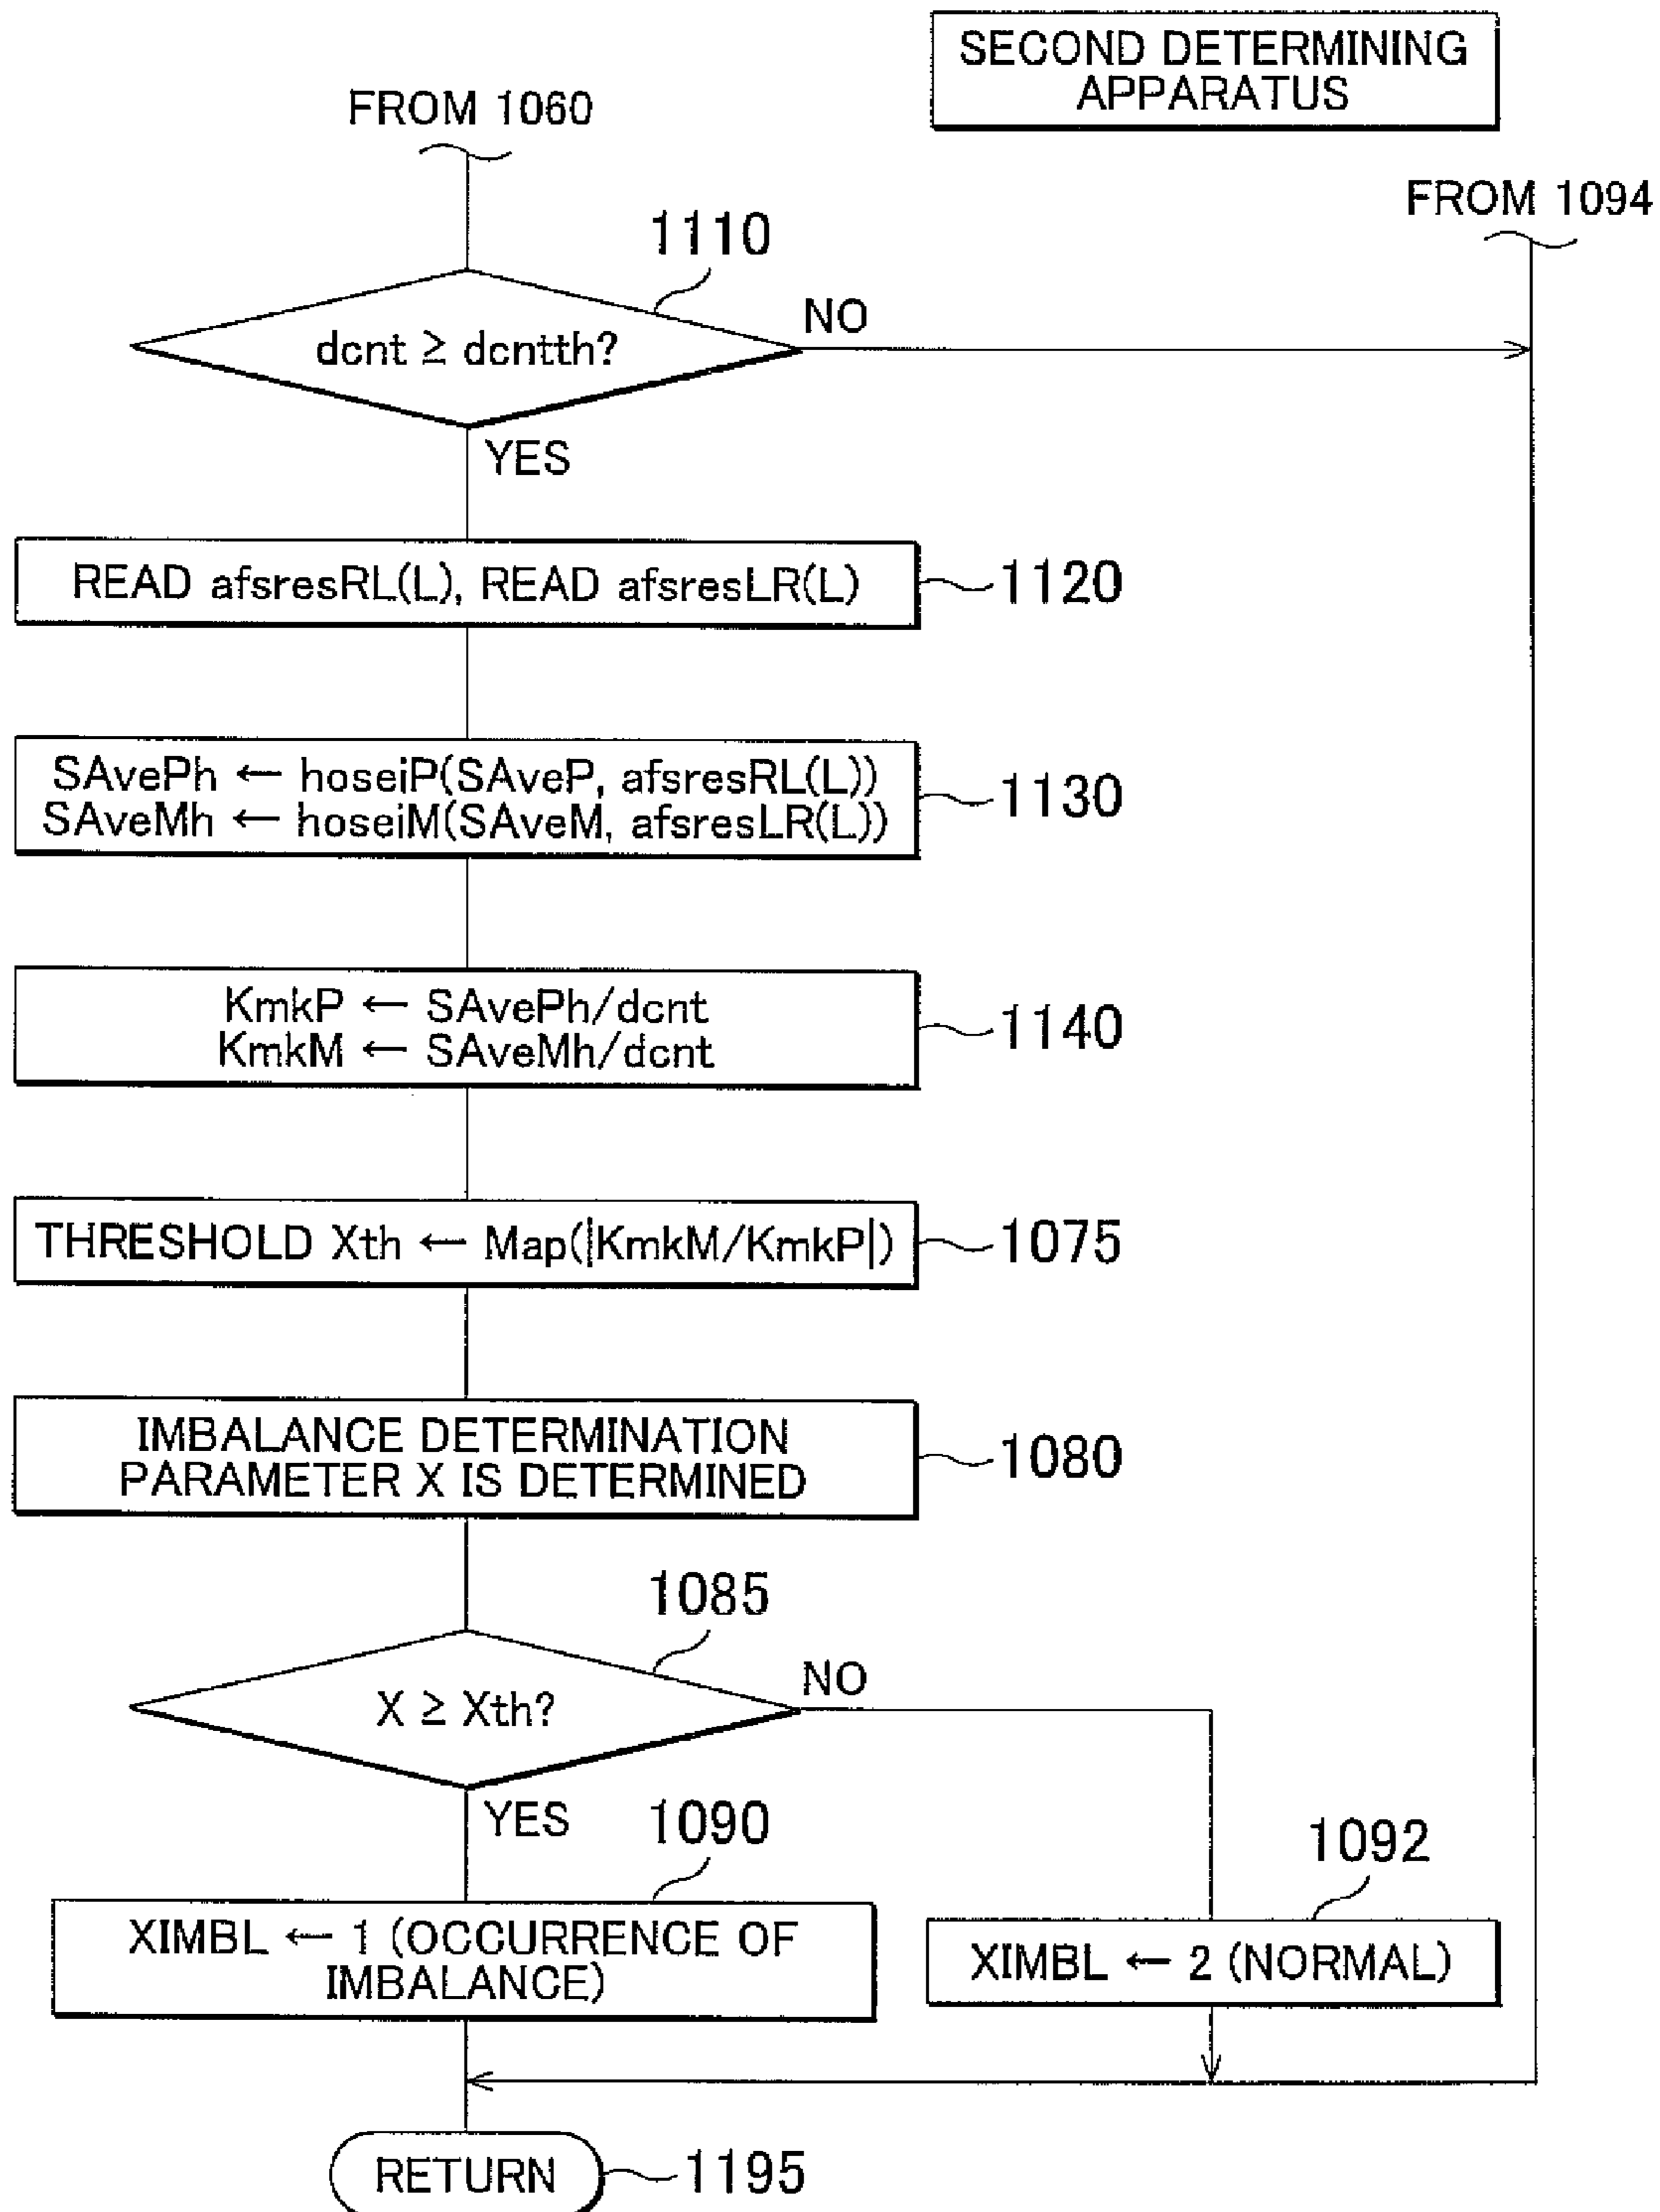 SECOND DETERMINING
APPARATUS
FROM 1060
FROM 1094
1110
dcnt ≥ dcntth?
NO
YES
READ afsresRL(L), READ afsresLR(L)
1120
SAvePh ← hoseiP(SAveP, afsresRL(L))
SAveMh ← hoseiM(SAveM, afsresLR(L))
1130
KmkP ← SAvePh/dcnt
KmkM ← SAveMh/dcnt
1140
THRESHOLD Xth ← Map(|KmkM/KmkP|)
1075
IMBALANCE DETERMINATION
PARAMETER X IS DETERMINED
1080
1085
X ≥ Xth?
NO
YES
1090
XIMBL ← 1 (OCCURRENCE OF
IMBALANCE)
1092
XIMBL ← 2 (NORMAL)
RETURN
1195